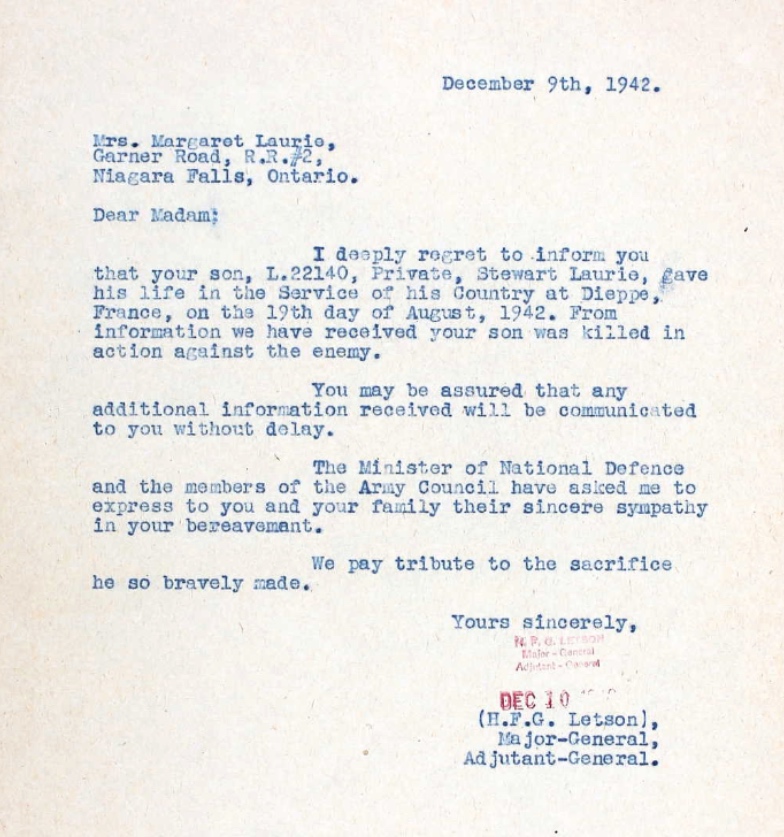 December 9th, 1942.
Mrs. Margaret Laurie,
Garner Road, R.R.#2,
Niagara Falls, Ontario.
Dear Madam:
I deeply regret to inform you
that your son, L.22140, Private, Stewart Laurie, gave
his life in the Service of his Country at Dieppe,
France, on the 19th day of August, 1942. From
information we have received your son was killed in
action against the enemy.
You may be assured that any
additional information received will be communicated
to you without delay.
The Minister of National Defence
and the members of the Army Council have asked me to
express to you and your family their sincere sympathy
in your bereavement.
We pay tribute to the sacrifice
he so bravely made.
Yours sincerely,
H. F. G. LETSON
Major - General
Adjutant - General
DEC 10
(H.F.G. Letson),
Major-General,
Adjutant-General.